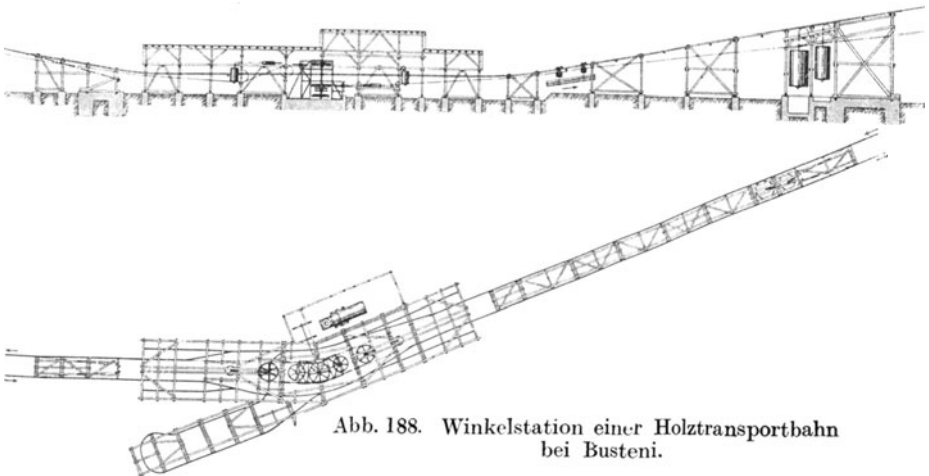 Abb. 188. Winkelstation einer Holztransportbahn
bei Busteni.